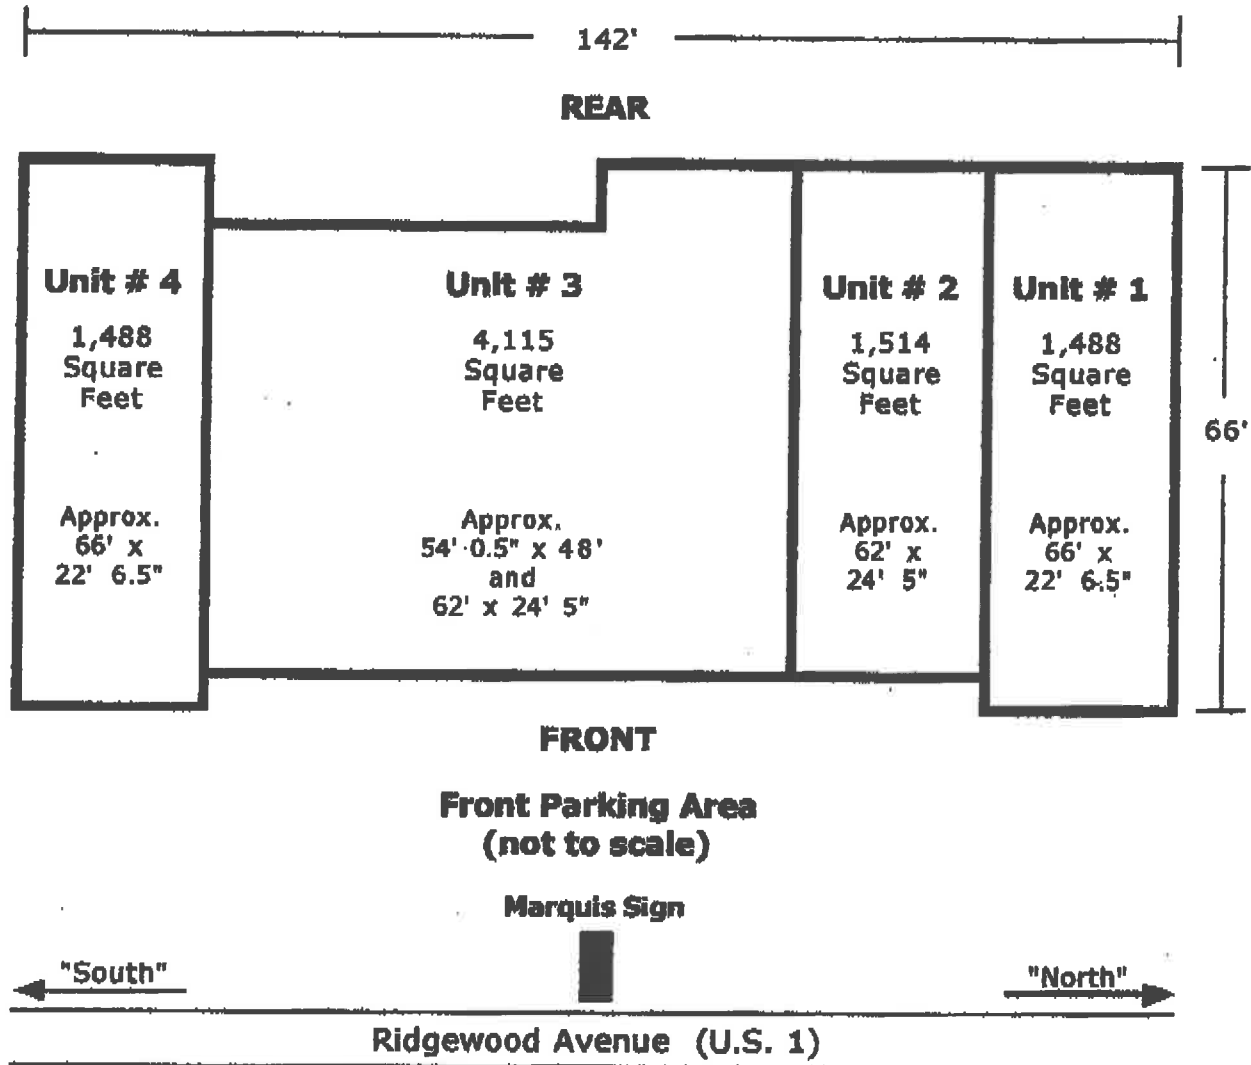 142'
REAR
Unit # 4
1,488
Square
Feet
Approx.
66' x
22' 6.5"
Unit # 3
4,115
Square
Feet
Approx.
54' 0.5" x 48'
and
62' x 24' 5"
Unit # 2
1,514
Square
Feet
Approx.
62' x
24' 5"
Unit # 1
1,488
Square
Feet
Approx.
66' x
22' 6.5"
66'
FRONT
Front Parking Area
(not to scale)
Marquis Sign
"South"
"North"
Ridgewood Avenue (U.S. 1)